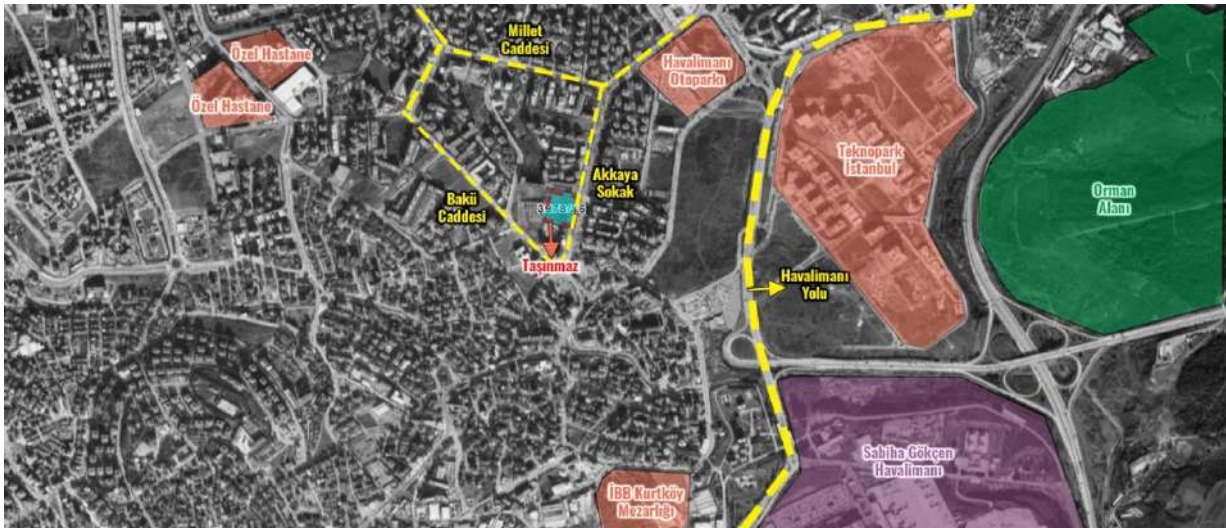 Millet
Caddesi
Özel Hastane
Özel Hastane
Havalimanı
Otoparkı
Teknopark
İstanbul
Orman
Alanı
Akkaya
Sokak
Bakü
Caddesi
Taşınmaz
Havalimanı
Yolu
Sabiha Gökçen
Havalimanı
İBB Kurtköy
Mezarlığı